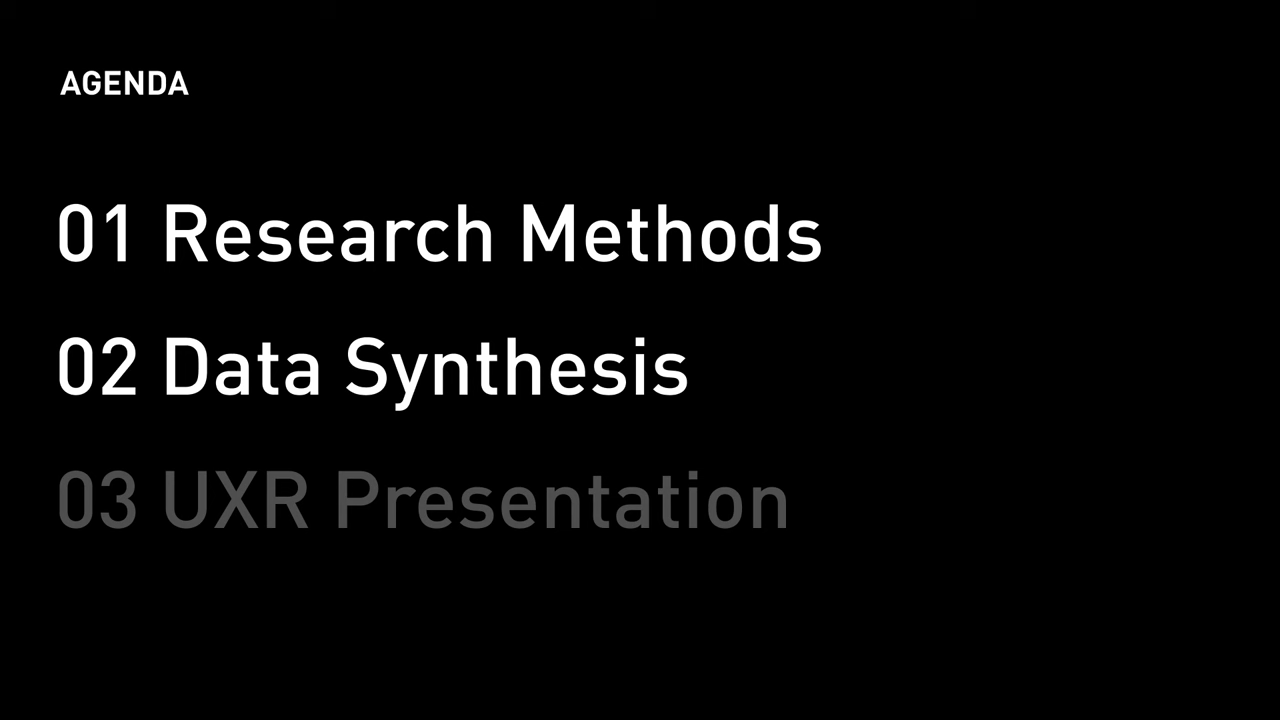 AGENDA
01 Research Methods
02 Data Synthesis
03 UXR Presentation